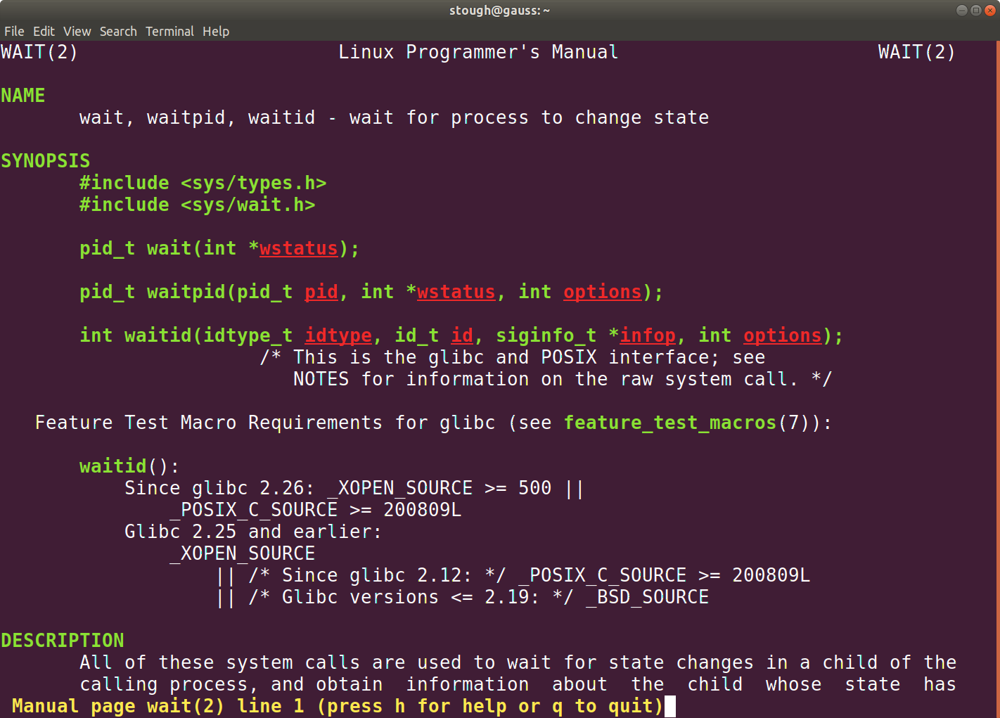 stough@gauss: ~
File Edit View Search Terminal Help
WAIT(2) Linux Programmer's Manual WAIT(2)
NAME
wait, waitpid, waitid - wait for process to change state
SYNOPSIS
#include <sys/types.h>
#include <sys/wait.h>
pid_t wait(int *wstatus);
pid_t waitpid(pid_t pid, int *wstatus, int options);
int waitid(idtype_t idtype, id_t id, siginfo_t *infop, int options);
/* This is the glibc and POSIX interface; see
NOTES for information on the raw system call. */
Feature Test Macro Requirements for glibc (see feature_test_macros(7)):
waitid():
Since glibc 2.26: _XOPEN_SOURCE >= 500 ||
_POSIX_C_SOURCE >= 200809L
Glibc 2.25 and earlier:
_XOPEN_SOURCE
|| /* Since glibc 2.12: */ _POSIX_C_SOURCE >= 200809L
|| /* Glibc versions <= 2.19: */ _BSD_SOURCE
DESCRIPTION
All of these system calls are used to wait for state changes in a child of the
calling process, and obtain information about the child whose state has
Manual page wait(2) line 1 (press h for help or q to quit)